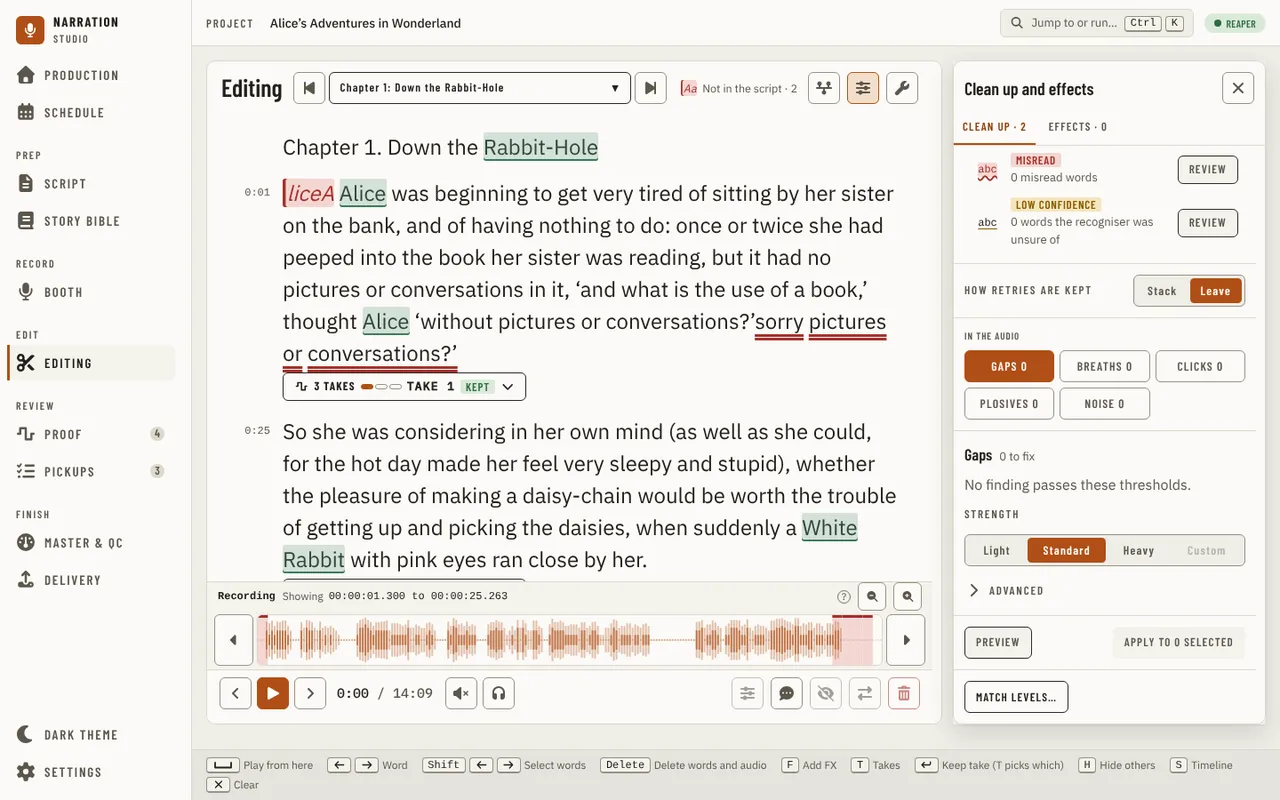 NARRATION
STUDIO
PRODUCTION
SCHEDULE
PREP
SCRIPT
STORY BIBLE
RECORD
BOOTH
EDIT
EDITING
REVIEW
PROOF 4
PICKUPS 3
FINISH
MASTER & QC
DELIVERY
DARK THEME
SETTINGS
PROJECT Alice's Adventures in Wonderland
Jump to or run... Ctrl K
REAPER
Editing
Chapter 1: Down the Rabbit-Hole
Aa Not in the script · 2
Chapter 1. Down the Rabbit-Hole
0:01 liceA Alice was beginning to get very tired of sitting by her sister
on the bank, and of having nothing to do: once or twice she had
peeped into the book her sister was reading, but it had no
pictures or conversations in it, ‘and what is the use of a book,’
thought Alice ‘without pictures or conversations?’sorry pictures
or conversations?’
3 TAKES TAKE 1 KEPT
0:25 So she was considering in her own mind (as well as she could,
for the hot day made her feel very sleepy and stupid), whether
the pleasure of making a daisy-chain would be worth the trouble
of getting up and picking the daisies, when suddenly a White
Rabbit with pink eyes ran close by her.
Recording Showing 00:00:01.300 to 00:00:25.263
?
0:00 / 14:09
Clean up and effects
CLEAN UP · 2 EFFECTS · 0
abc MISREAD
0 misread words
REVIEW
abc LOW CONFIDENCE
0 words the recogniser was
unsure of
REVIEW
HOW RETRIES ARE KEPT Stack Leave
IN THE AUDIO
GAPS 0 BREATHS 0 CLICKS 0
PLOSIVES 0 NOISE 0
Gaps 0 to fix
No finding passes these thresholds.
STRENGTH
Light Standard Heavy Custom
ADVANCED
PREVIEW APPLY TO 0 SELECTED
MATCH LEVELS...
Play from here Word Shift Select words Delete Delete words and audio F Add FX T Takes Keep take (T picks which) H Hide others S Timeline
Clear